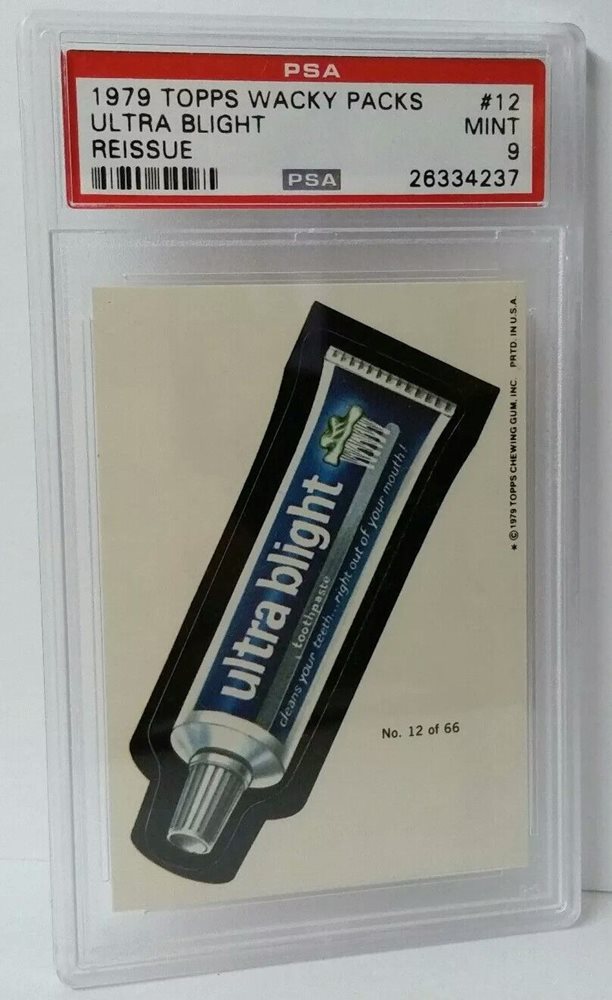 PSA
1979 TOPPS WACKY PACKS #12
ULTRA BLIGHT MINT
REISSUE 9
PSA 26334237
* © 1979 TOPPS CHEWING GUM, INC. PRTD. IN U.S.A.
ultra blight
toothpaste
cleans your teeth...right out of your mouth!
No. 12 of 66